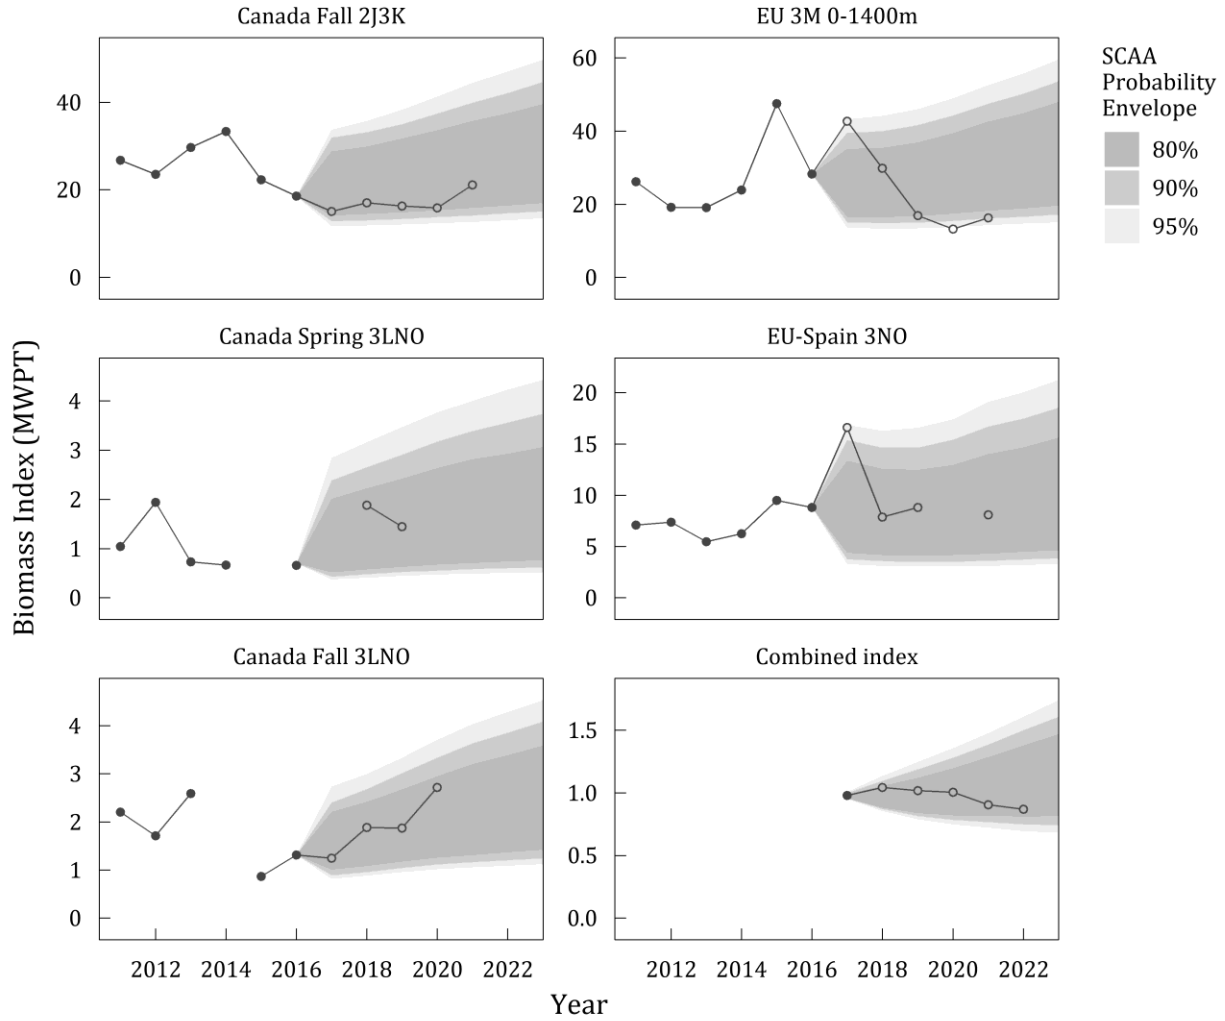 Canada Fall 2J3K
EU 3M 0-1400m
40
20
0
60
40
20
0
SCAA
Probability
Envelope
80%
90%
95%
Biomass Index (MWPT)
Canada Spring 3LNO
EU-Spain 3NO
4
3
2
1
0
20
15
10
5
0
Canada Fall 3LNO
Combined index
4
3
2
1
0
1.5
1.0
0.5
0.0
2012 2014 2016 2018 2020 2022
2012 2014 2016 2018 2020 2022
Year